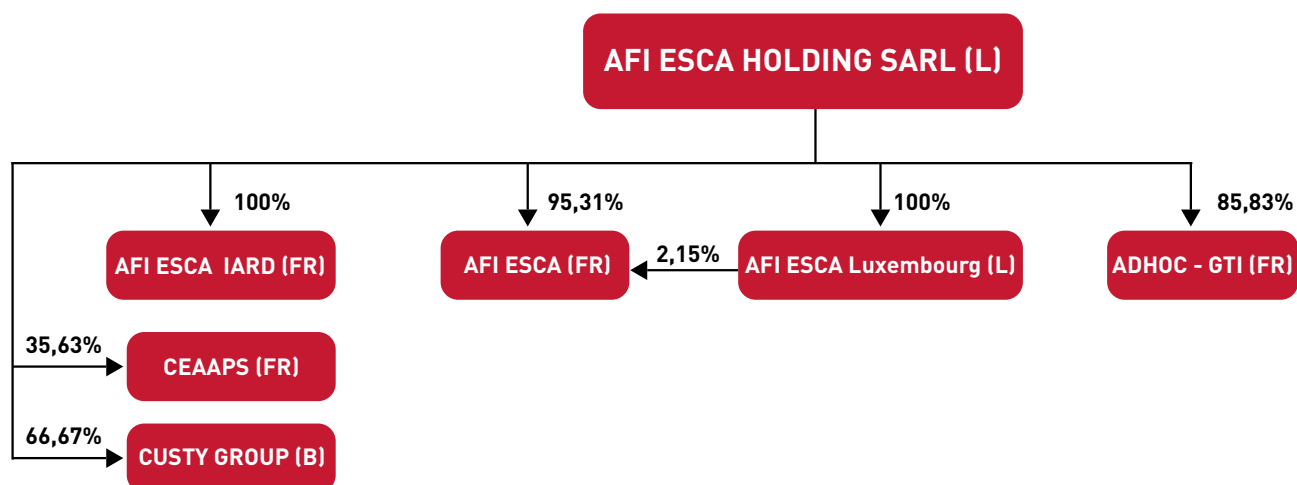 AFI ESCA HOLDING SARL (L)
100%
95,31%
100%
85,83%
AFI ESCA IARD (FR)
AFI ESCA (FR)
2,15%
AFI ESCA Luxembourg (L)
ADHOC - GTI (FR)
35,63%
CEAAPS (FR)
66,67%
CUSTY GROUP (B)